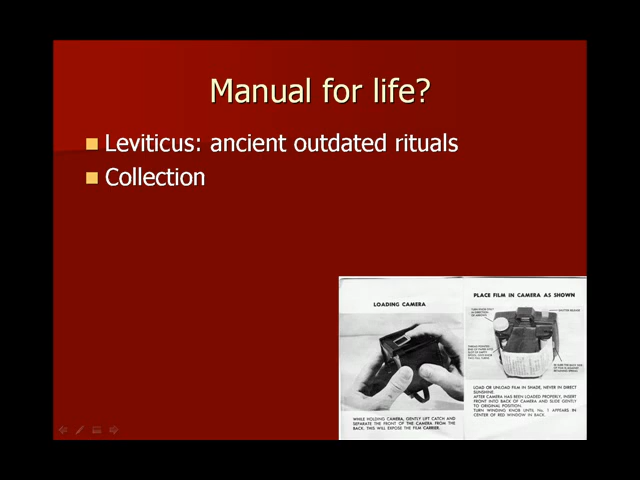 Manual for life?
Leviticus: ancient outdated rituals
Collection
LOADING CAMERA
WHILE HOLDING CAMERA, GENTLY LIFT CATCH AND
SEPARATE THE FRONT OF THE CAMERA FROM THE
BACK. THIS WILL EXPOSE THE FILM CARRIER.
PLACE FILM IN CAMERA AS SHOWN
LOAD OR UNLOAD FILM IN SHADE, NEVER IN DIRECT
SUNSHINE.
AFTER CAMERA HAS BEEN LOADED PROPERLY, INSERT
FRONT INTO BACK OF CAMERA AND SLIDE GENTLY
TO ORIGINAL POSITION.
TURN WINDING KNOB UNTIL No. 1 APPEARS IN
CENTER OF RED WINDOW IN BACK.